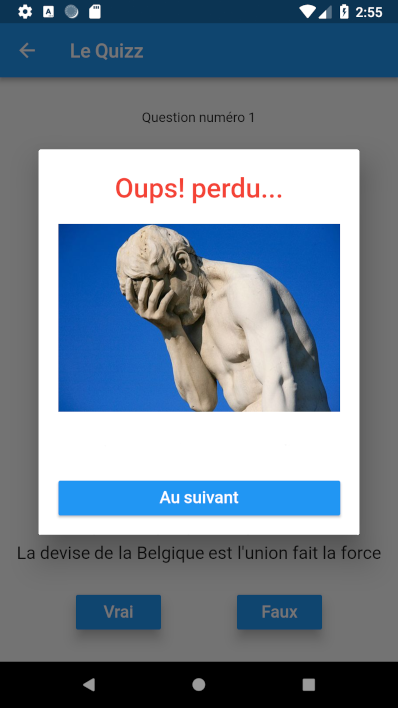 2:55
Le Quizz
Question numéro 1
Oups! perdu...
Au suivant
La devise de la Belgique est l'union fait la force
Vrai
Faux